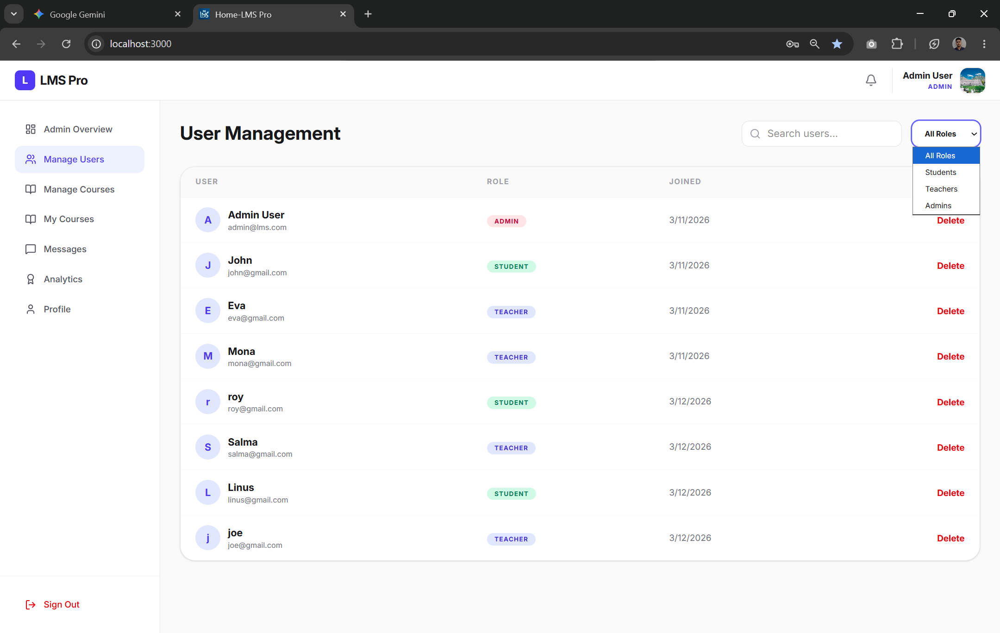 Google Gemini
Home-LMS Pro
localhost:3000
L LMS Pro
Admin User
ADMIN
Admin Overview
Manage Users
Manage Courses
My Courses
Messages
Analytics
Profile
Sign Out
User Management
Search users...
All Roles
All Roles
Students
Teachers
Admins
USER ROLE JOINED
A Admin User ADMIN 3/11/2026 Delete
admin@lms.com
J John STUDENT 3/11/2026 Delete
john@gmail.com
E Eva TEACHER 3/11/2026 Delete
eva@gmail.com
M Mona TEACHER 3/11/2026 Delete
mona@gmail.com
r roy STUDENT 3/12/2026 Delete
roy@gmail.com
S Salma TEACHER 3/12/2026 Delete
salma@gmail.com
L Linus STUDENT 3/12/2026 Delete
linus@gmail.com
j joe TEACHER 3/12/2026 Delete
joe@gmail.com